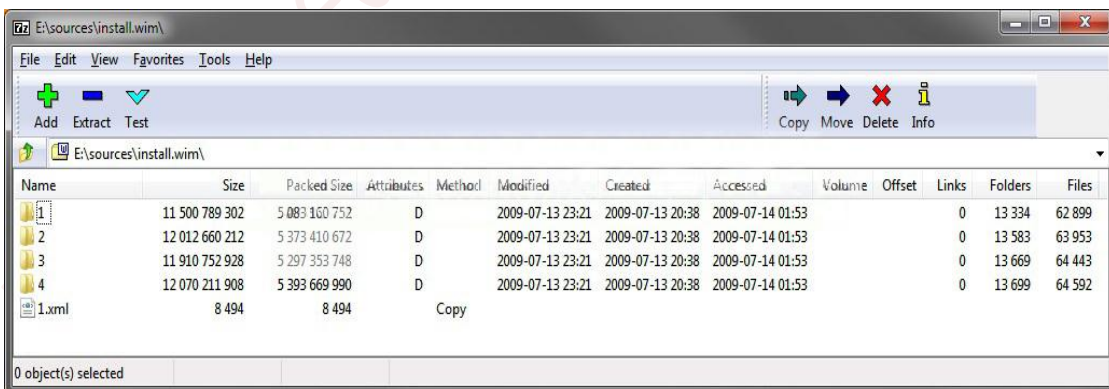 E:\sources\install.wim\
File Edit View Favorites Tools Help
Add Extract Test Copy Move Delete Info
E:\sources\install.wim\
Name Size Packed Size Attributes Method Modified Created Accessed Volume Offset Links Folders Files
1 11 500 789 302 5 083 160 752 D 2009-07-13 23:21 2009-07-13 20:38 2009-07-14 01:53 0 13 334 62 899
2 12 012 660 212 5 373 410 672 D 2009-07-13 23:21 2009-07-13 20:38 2009-07-14 01:53 0 13 583 63 953
3 11 910 752 928 5 297 353 748 D 2009-07-13 23:21 2009-07-13 20:38 2009-07-14 01:53 0 13 669 64 443
4 12 070 211 908 5 393 669 990 D 2009-07-13 23:21 2009-07-13 20:38 2009-07-14 01:53 0 13 699 64 592
1.xml 8 494 8 494 Copy
0 object(s) selected